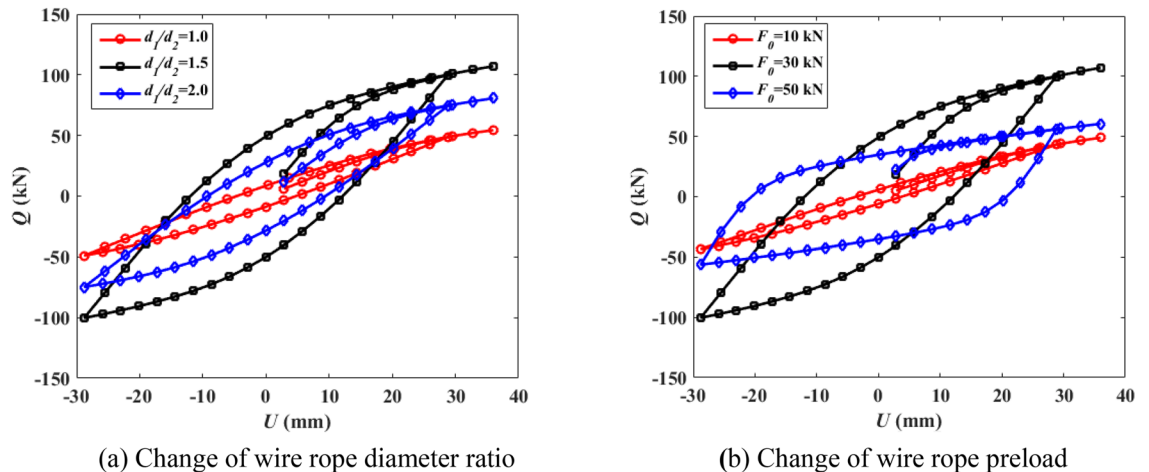 150
100
50
0
-50
-100
-150
Q (kN)
d1/d2=1.0
d1/d2=1.5
d1/d2=2.0
-30 -20 -10 0 10 20 30 40
U (mm)
(a) Change of wire rope diameter ratio
150
100
50
0
-50
-100
-150
Q (kN)
F0=10 kN
F0=30 kN
F0=50 kN
-30 -20 -10 0 10 20 30 40
U (mm)
(b) Change of wire rope preload